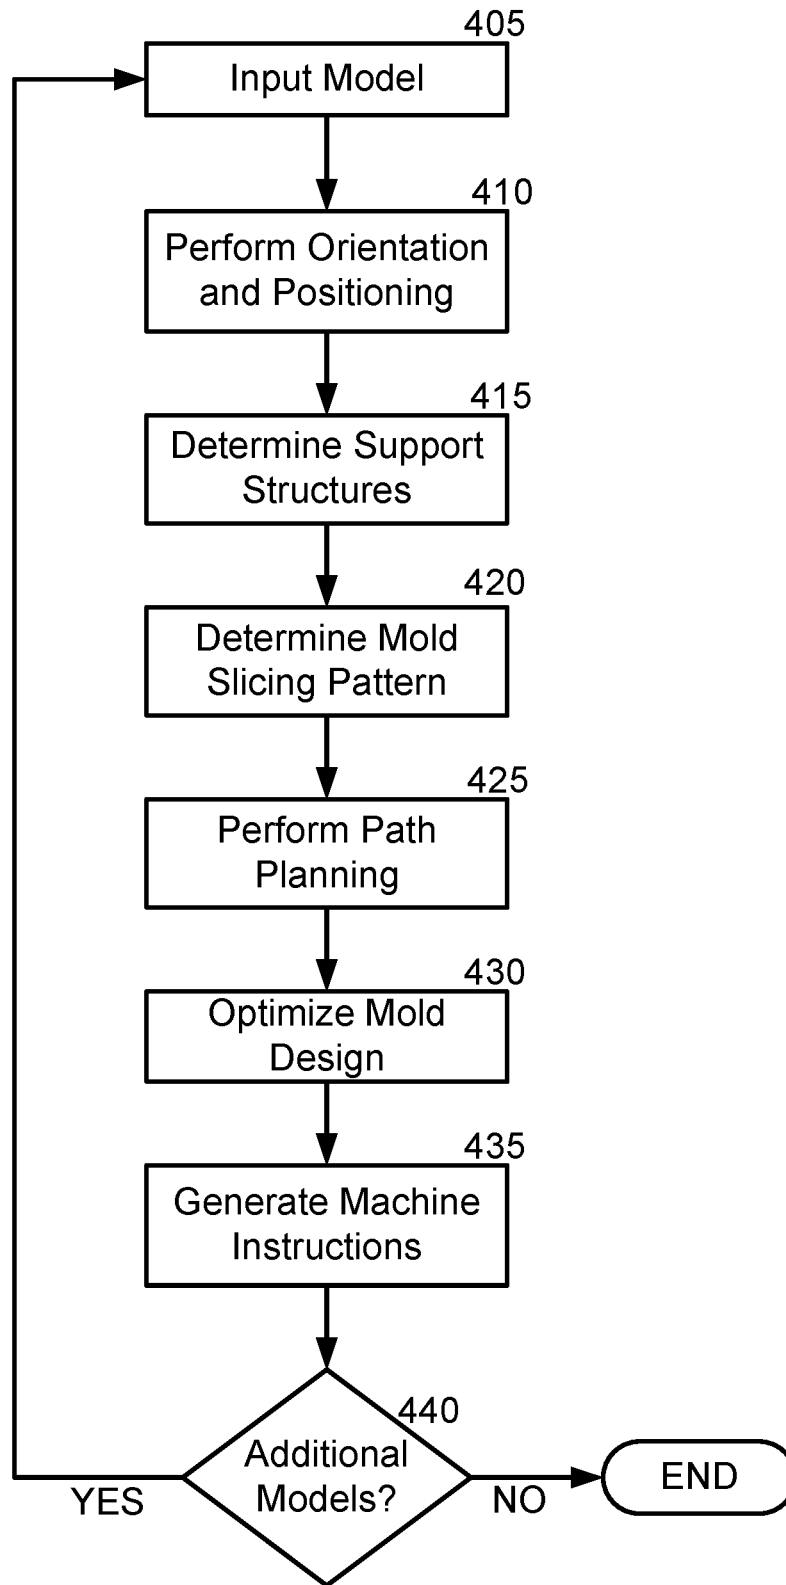 405
Input Model
410
Perform Orientation
and Positioning
415
Determine Support
Structures
420
Determine Mold
Slicing Pattern
425
Perform Path
Planning
430
Optimize Mold
Design
435
Generate Machine
Instructions
440
Additional
Models?
YES
NO
END